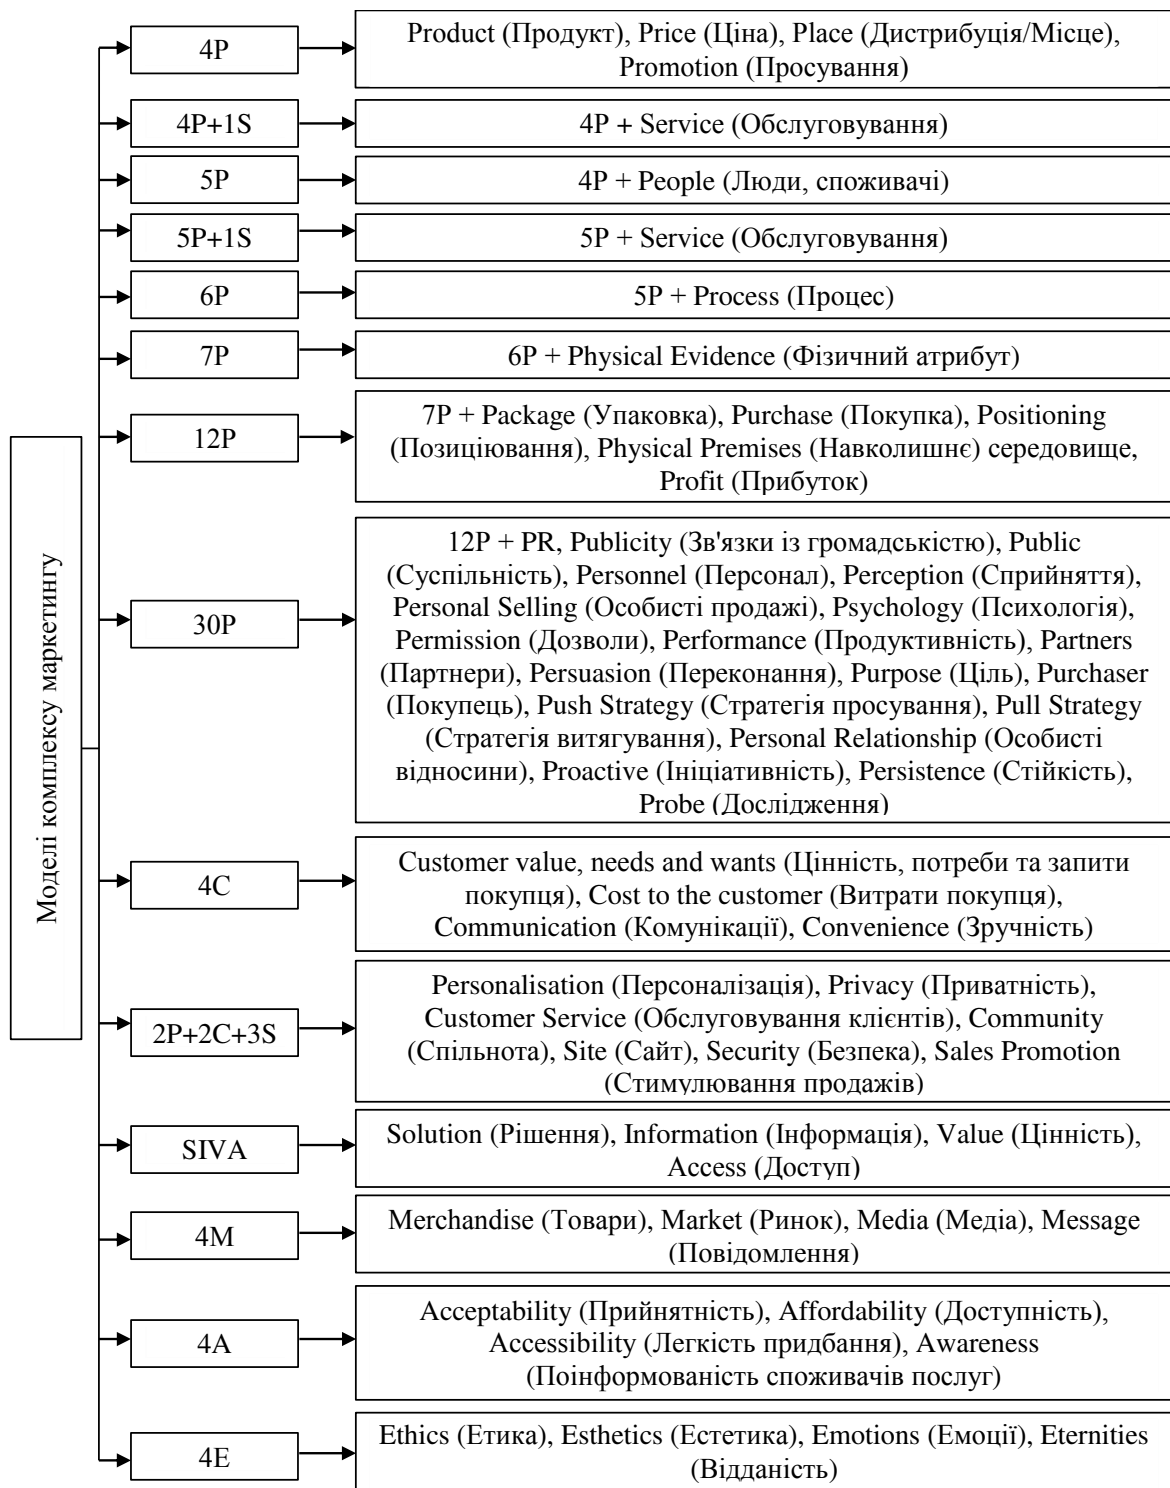 Моделі комплексу маркетингу
4P
Product (Продукт), Price (Ціна), Place (Дистрибуція/Місце),
Promotion (Просування)
4P+1S
4P + Service (Обслуговування)
5P
4P + People (Люди, споживачі)
5P+1S
5P + Service (Обслуговування)
6P
5P + Process (Процес)
7P
6P + Physical Evidence (Фізичний атрибут)
12P
7P + Package (Упаковка), Purchase (Покупка), Positioning
(Позиціювання), Physical Premises (Навколишнє) середовище,
Profit (Прибуток)
30P
12P + PR, Publicity (Зв'язки із громадськістю), Public
(Суспільність), Personnel (Персонал), Perception (Сприйняття),
Personal Selling (Особисті продажі), Psychology (Психологія),
Permission (Дозволи), Performance (Продуктивність), Partners
(Партнери), Persuasion (Переконання), Purpose (Ціль), Purchaser
(Покупець), Push Strategy (Стратегія просування), Pull Strategy
(Стратегія витягування), Personal Relationship (Особисті
відносини), Proactive (Ініціативність), Persistence (Стійкість),
Probe (Дослідження)
4C
Customer value, needs and wants (Цінність, потреби та запити
покупця), Cost to the customer (Витрати покупця),
Communication (Комунікації), Convenience (Зручність)
2P+2C+3S
Personalisation (Персоналізація), Privacy (Приватність),
Customer Service (Обслуговування клієнтів), Community
(Спільнота), Site (Сайт), Security (Безпека), Sales Promotion
(Стимулювання продажів)
SIVA
Solution (Рішення), Information (Інформація), Value (Цінність),
Access (Доступ)
4M
Merchandise (Товари), Market (Ринок), Media (Медіа), Message
(Повідомлення)
4A
Acceptability (Прийнятність), Affordability (Доступність),
Accessibility (Легкість придбання), Awareness
(Поінформованість споживачів послуг)
4E
Ethics (Етика), Esthetics (Естетика), Emotions (Емоції), Eternities
(Відданість)